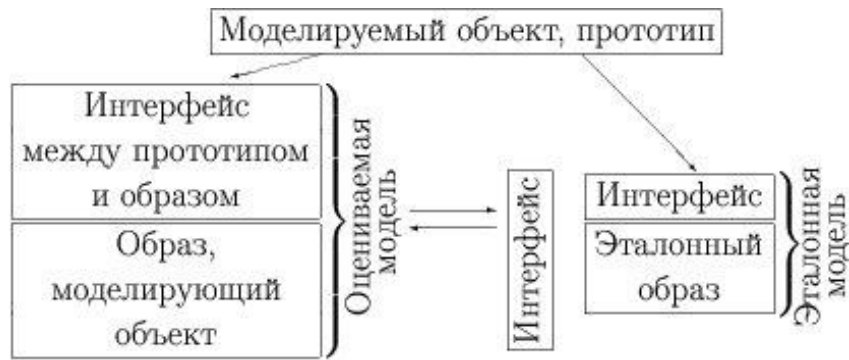 Моделируемый объект, прототип
Интерфейс
между прототипом
и образом
Образ,
моделирующий
объект
Оцениваемая
модель
Интерфейс
Интерфейс
Эталонный
образ
Эталонная
модель